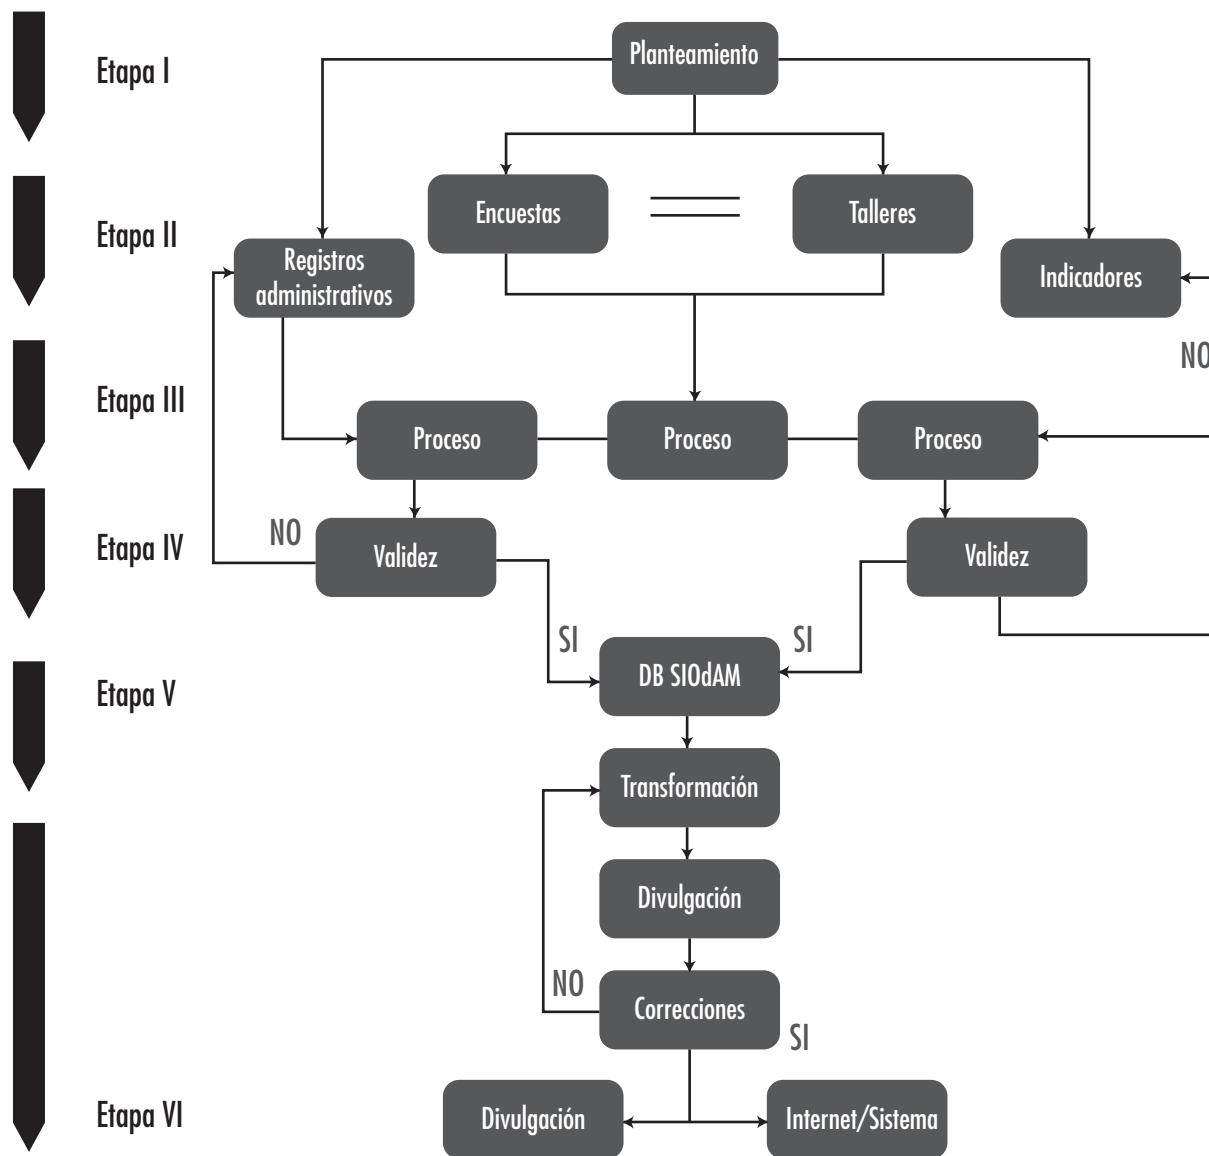 Etapa I
Planteamiento
Etapa II
Encuestas
Talleres
Registros
administrativos
Indicadores
NO
Etapa III
Proceso
Proceso
Proceso
Etapa IV
NO
Validez
Validez
SI
SI
Etapa V
DB SIOdAM
Transformación
Divulgación
NO
Correcciones
SI
Etapa VI
Divulgación
Internet/Sistema